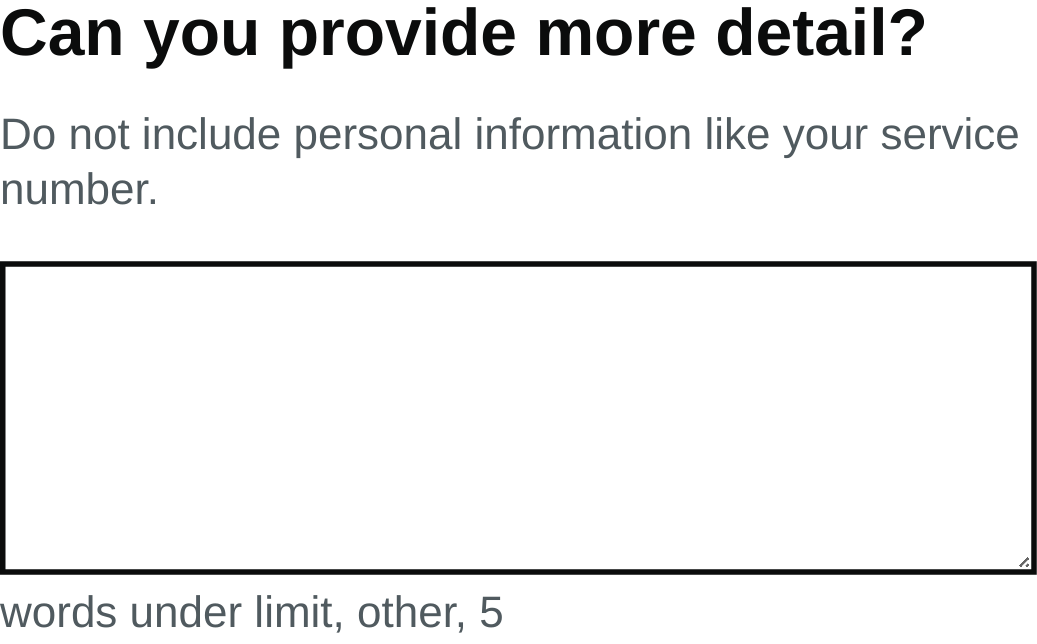 Can you provide more detail?
Do not include personal information like your service
number.
words under limit, other, 5